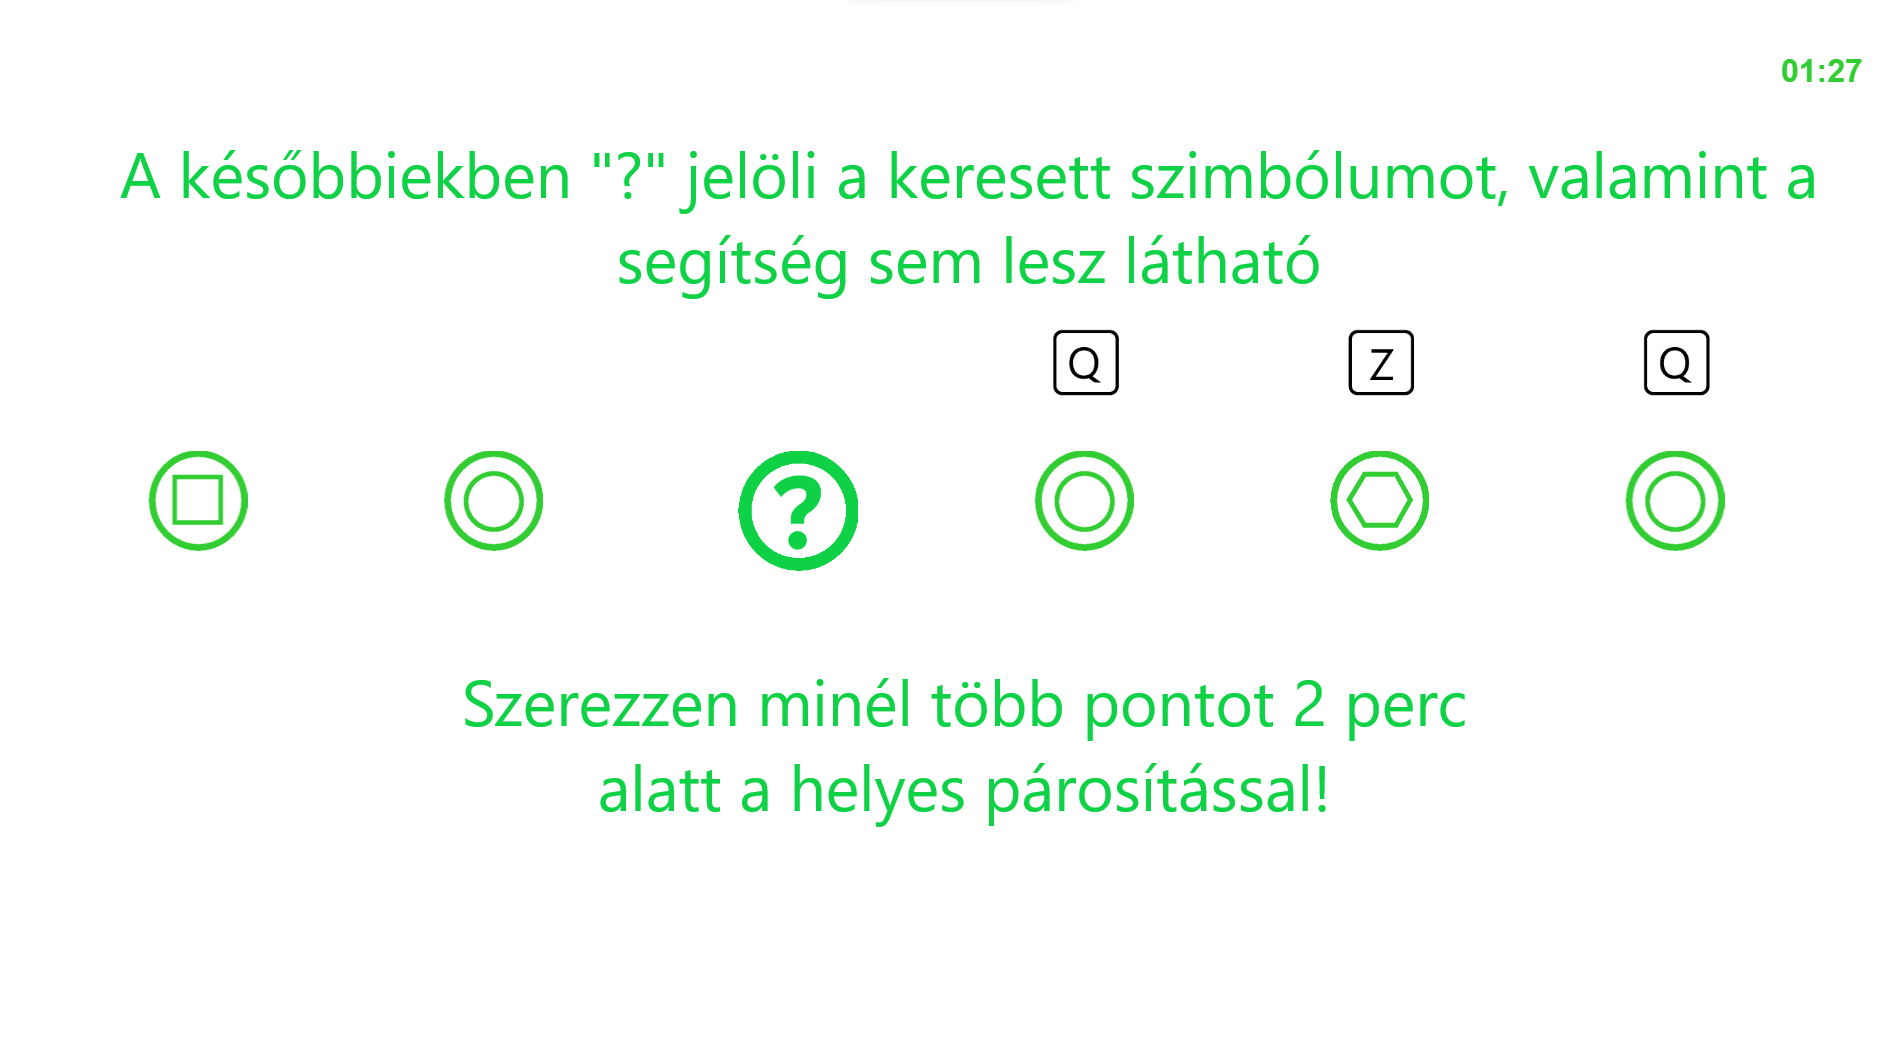 01:27
A későbbiekben "?" jelöli a keresett szimbólumot, valamint a
segítség sem lesz látható
Q Z Q
?
Szerezzen minél több pontot 2 perc
alatt a helyes párosítással!